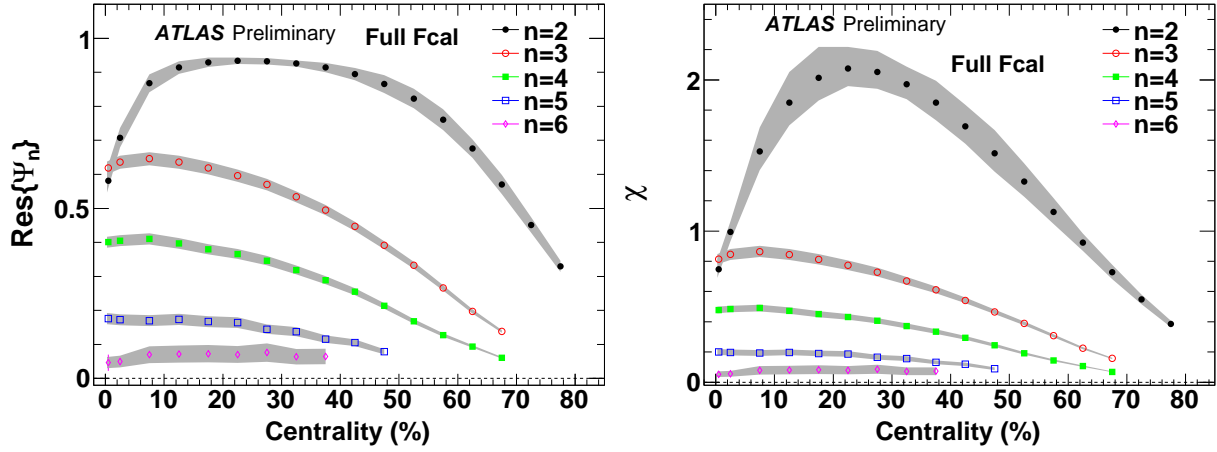 ATLAS Preliminary
Full Fcal
n=2
n=3
n=4
n=5
n=6
Res{Ψn}
1
0.5
0
0 10 20 30 40 50 60 70 80
Centrality (%)
ATLAS Preliminary
Full Fcal
n=2
n=3
n=4
n=5
n=6
χ
2
1
0
0 10 20 30 40 50 60 70 80
Centrality (%)